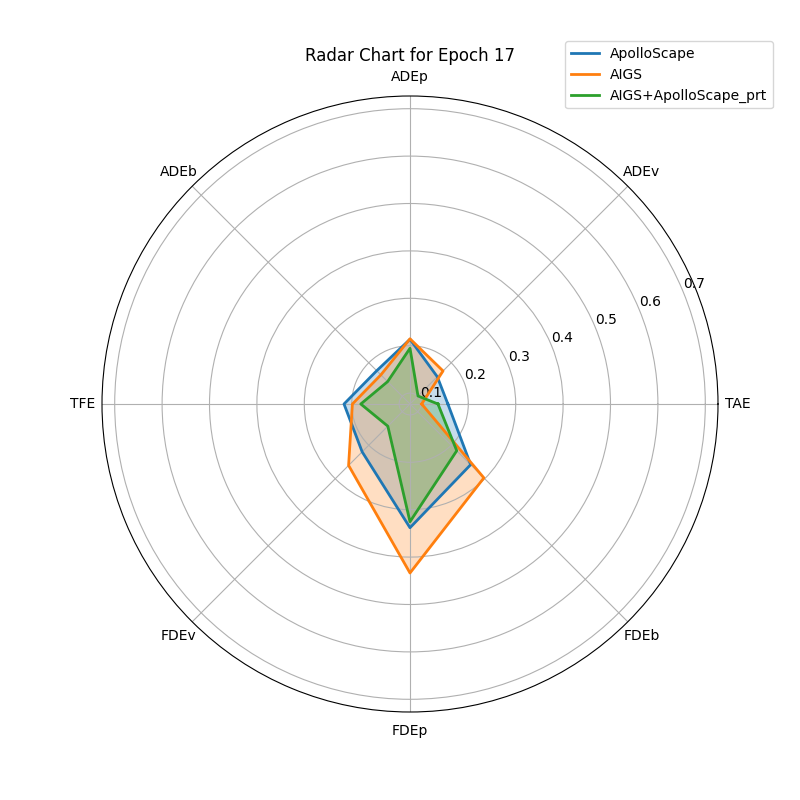 Radar Chart for Epoch 17
ApolloScape
AIGS
AIGS+ApolloScape_prt
ADEp
ADEb
ADEv
0.7
0.6
0.5
0.4
0.3
0.2
0.1
TFE
TAE
FDEv
FDEb
FDEp